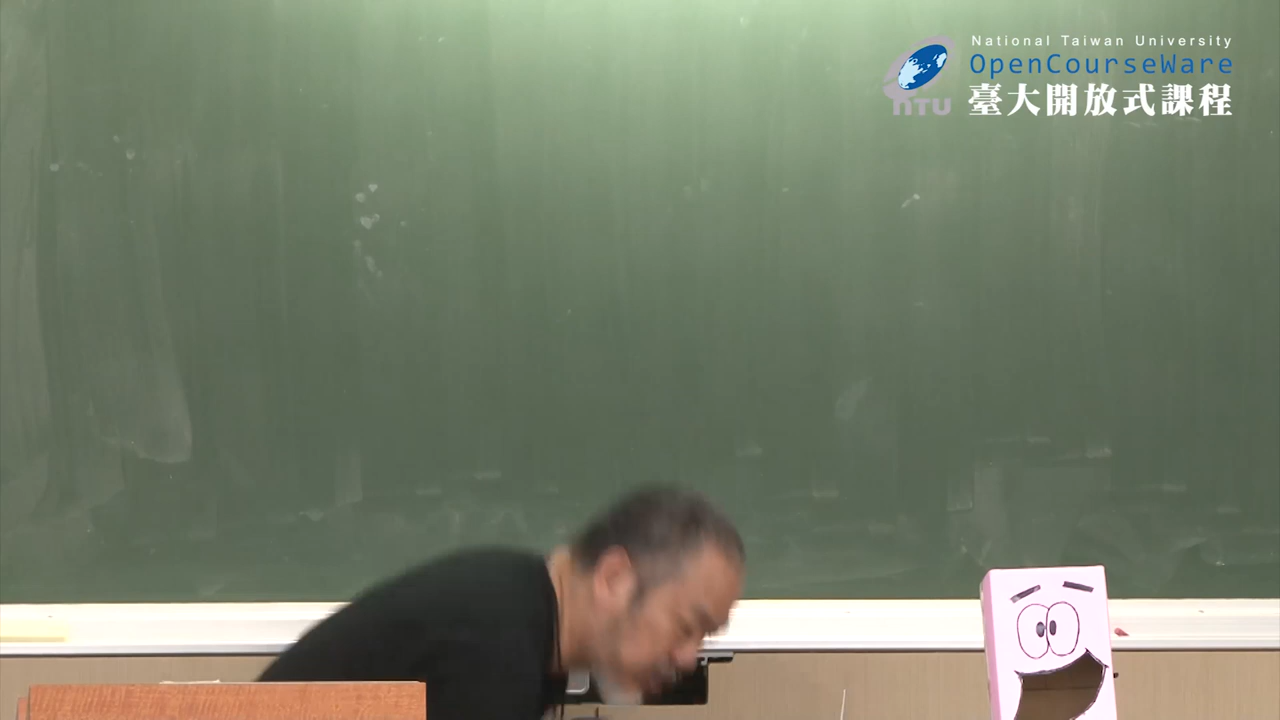 National Taiwan University
OpenCourseWare
NTU
臺大開放式課程